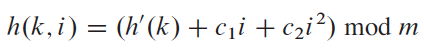 h(k, i) = (h′(k) + c₁i + c₂i²) mod m